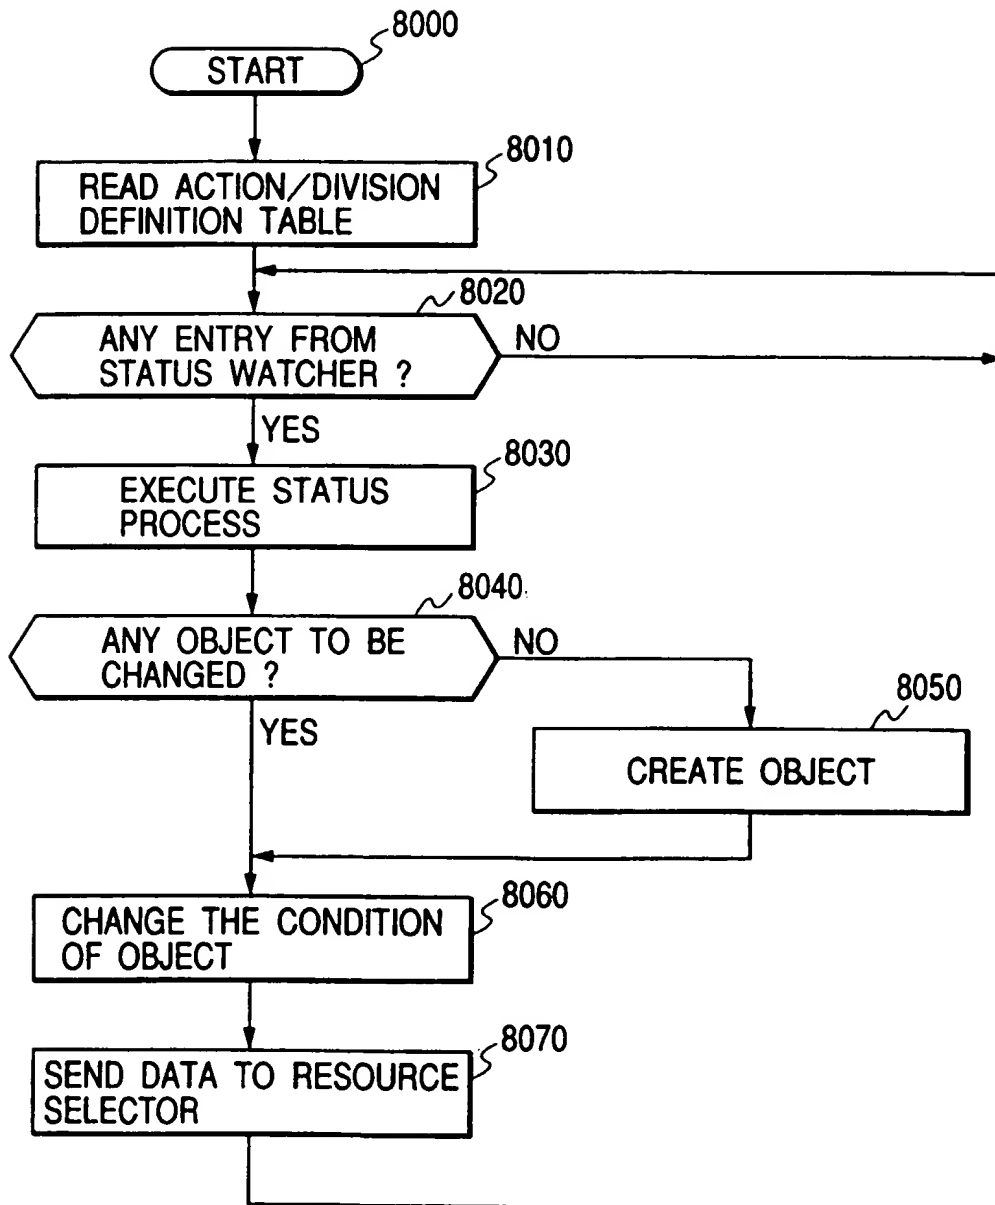 8000
START
8010
READ ACTION/DIVISION
DEFINITION TABLE
8020
ANY ENTRY FROM
STATUS WATCHER ?
NO
YES
8030
EXECUTE STATUS
PROCESS
8040
ANY OBJECT TO BE
CHANGED ?
NO
YES
8050
CREATE OBJECT
8060
CHANGE THE CONDITION
OF OBJECT
8070
SEND DATA TO RESOURCE
SELECTOR